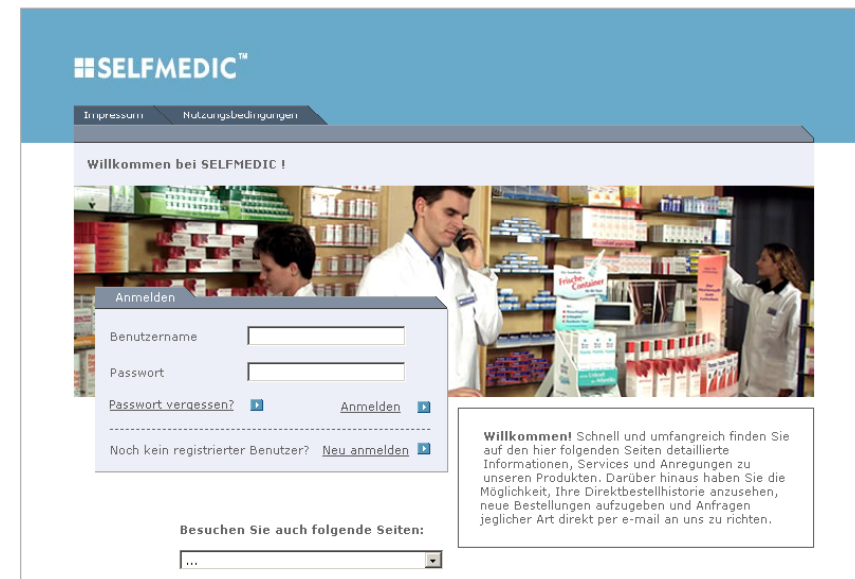 SELFMEDIC™
Impressum Nutzungsbedingungen
Willkommen bei SELFMEDIC !
Frische-
Container
Anmelden
Benutzername
Passwort
Passwort vergessen? Anmelden
Noch kein registrierter Benutzer? Neu anmelden
Willkommen! Schnell und umfangreich finden Sie
auf den hier folgenden Seiten detaillierte
Informationen, Services und Anregungen zu
unseren Produkten. Darüber hinaus haben Sie die
Möglichkeit, Ihre Direktbestellhistorie anzusehen,
neue Bestellungen aufzugeben und Anfragen
jeglicher Art direkt per e-mail an uns zu richten.
Besuchen Sie auch folgende Seiten:
...